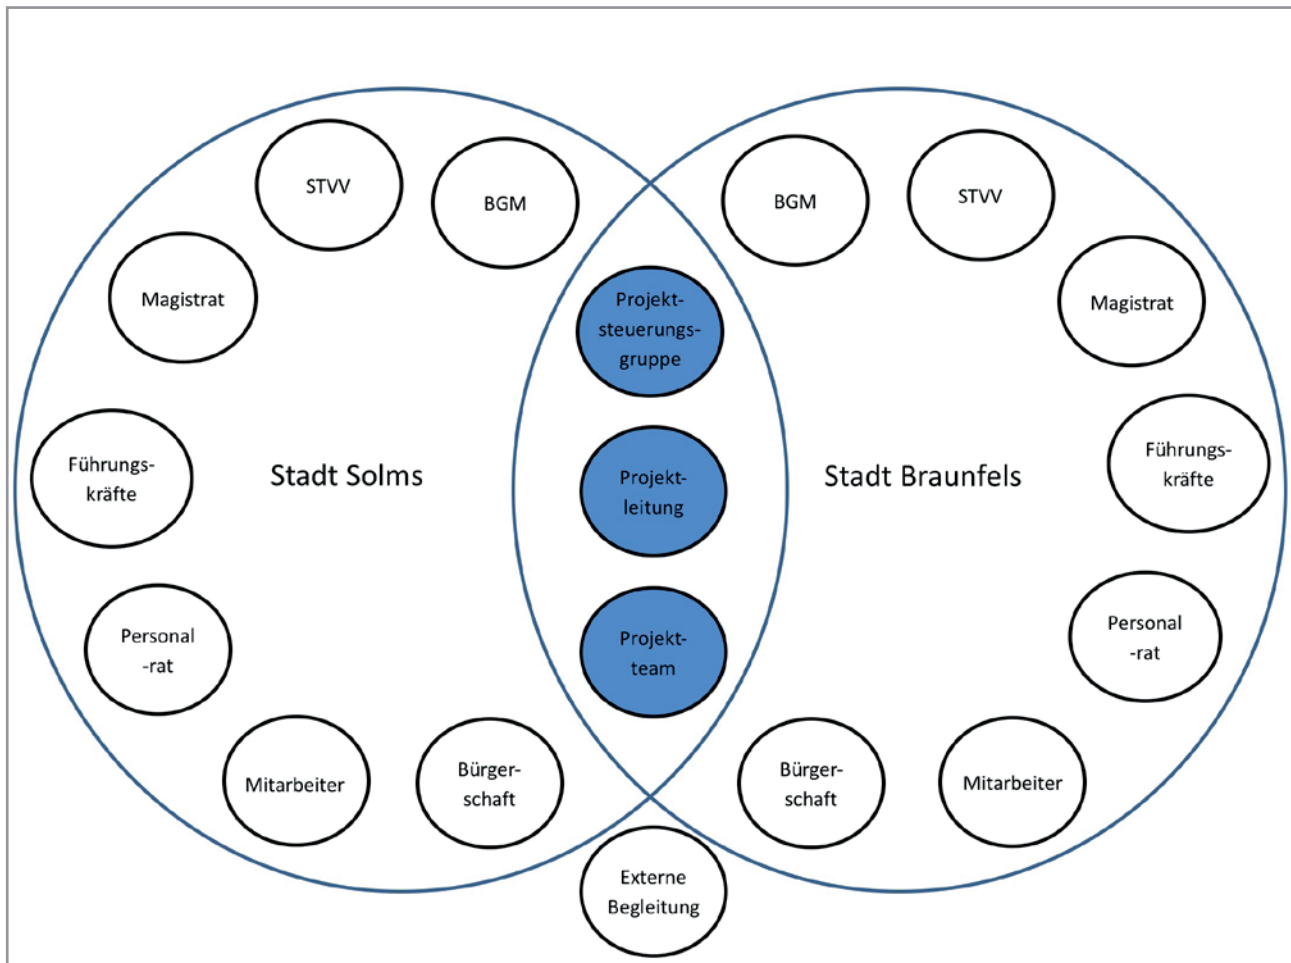 STVV
BGM
Magistrat
Führungs-
kräfte
Stadt Solms
Personal
-rat
Mitarbeiter
Bürger-
schaft
Projekt-
steuerungs-
gruppe
Projekt-
leitung
Projekt-
team
Externe
Begleitung
BGM
STVV
Magistrat
Führungs-
kräfte
Stadt Braunfels
Personal
-rat
Mitarbeiter
Bürger-
schaft